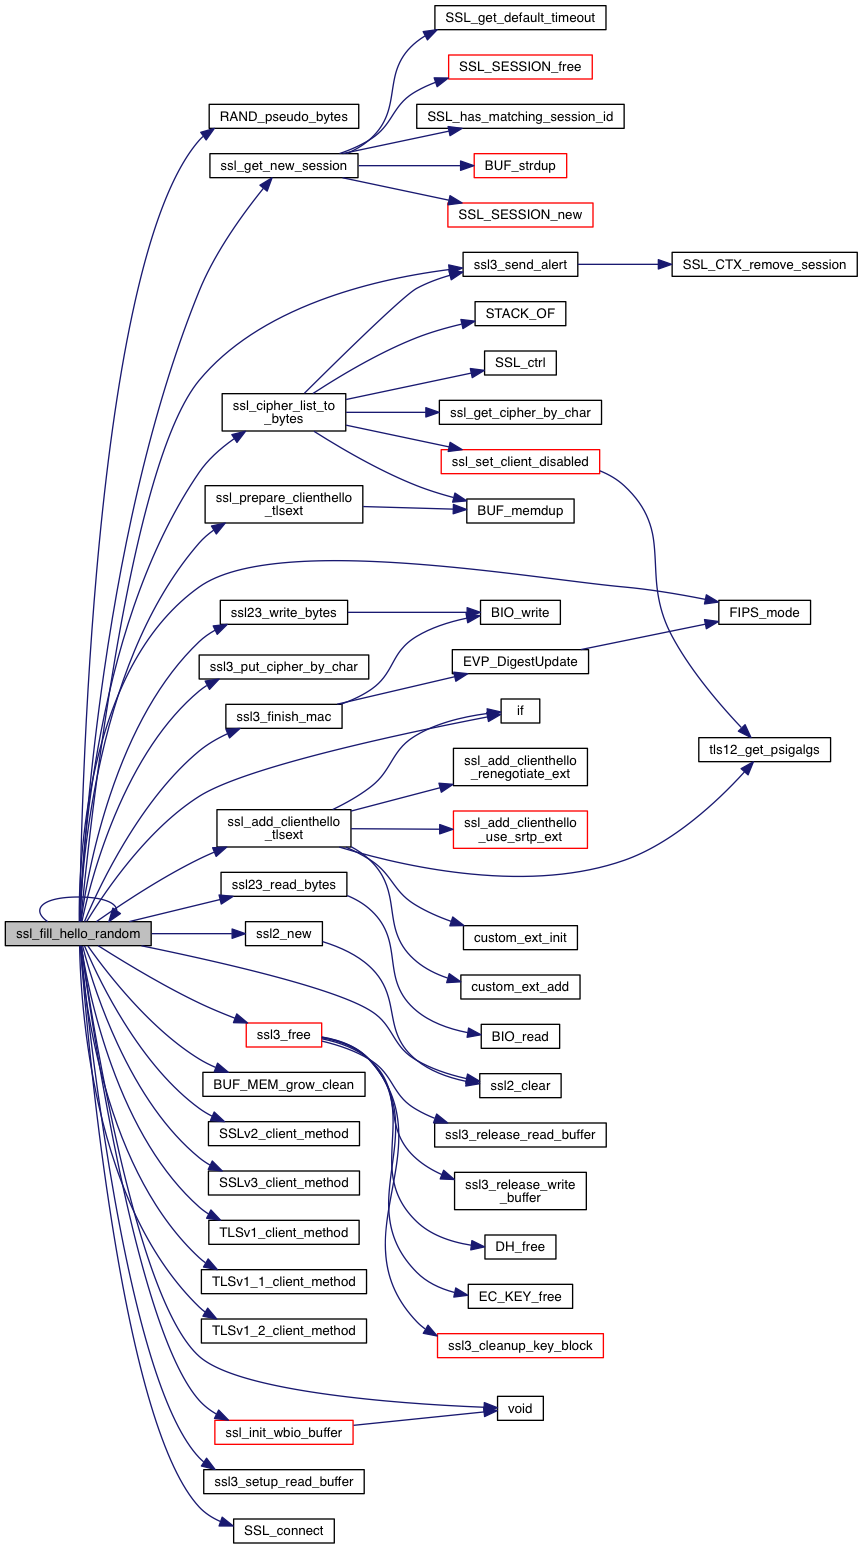 SSL_get_default_timeout
SSL_SESSION_free
RAND_pseudo_bytes
SSL_has_matching_session_id
ssl_get_new_session
BUF_strdup
SSL_SESSION_new
ssl3_send_alert
SSL_CTX_remove_session
STACK_OF
SSL_ctrl
ssl_cipher_list_to
_bytes
ssl_get_cipher_by_char
ssl_set_client_disabled
ssl_prepare_clienthello
_tlsext
BUF_memdup
ssl23_write_bytes
BIO_write
FIPS_mode
ssl3_put_cipher_by_char
EVP_DigestUpdate
ssl3_finish_mac
if
tls12_get_psigalgs
ssl_add_clienthello
_renegotiate_ext
ssl_add_clienthello
_tlsext
ssl_add_clienthello
_use_srtp_ext
ssl23_read_bytes
ssl_fill_hello_random
ssl2_new
custom_ext_init
custom_ext_add
ssl3_free
BIO_read
BUF_MEM_grow_clean
ssl2_clear
SSLv2_client_method
ssl3_release_read_buffer
SSLv3_client_method
ssl3_release_write
_buffer
TLSv1_client_method
DH_free
TLSv1_1_client_method
EC_KEY_free
TLSv1_2_client_method
ssl3_cleanup_key_block
void
ssl_init_wbio_buffer
ssl3_setup_read_buffer
SSL_connect